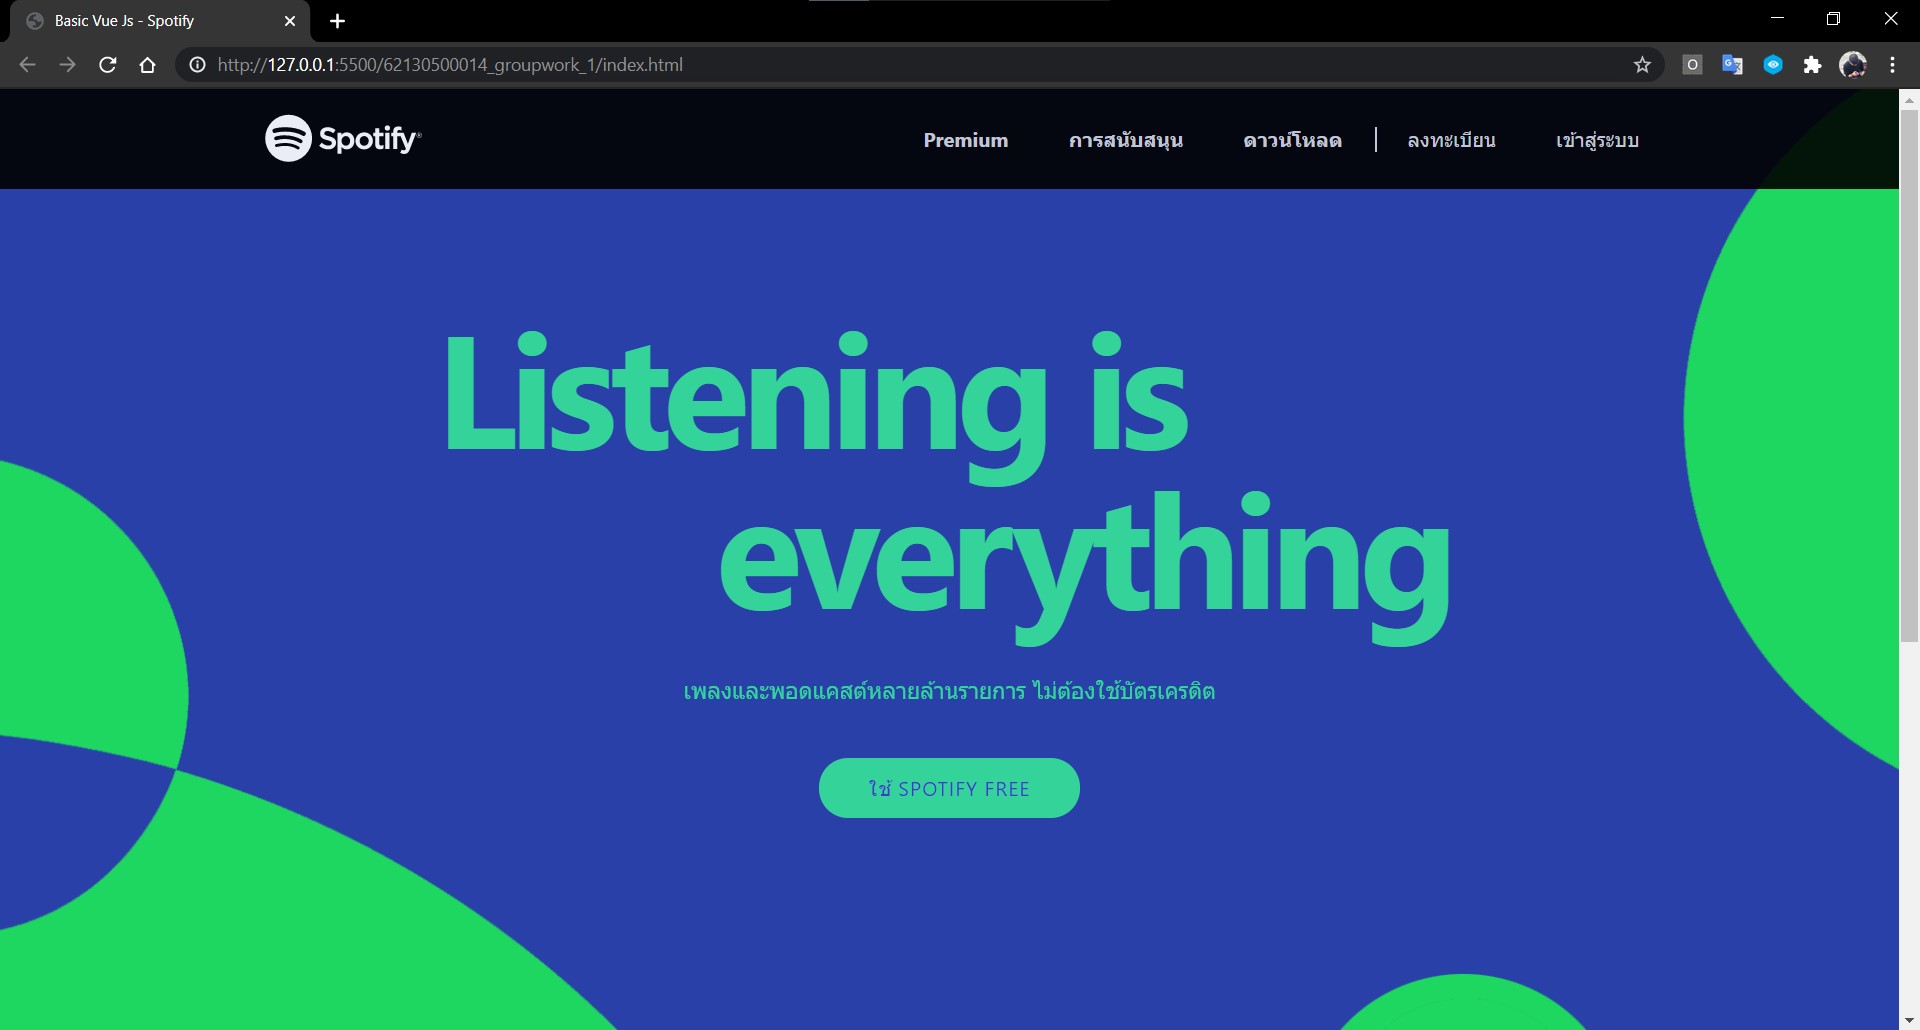 Basic Vue Js - Spotify
http://127.0.0.1:5500/62130500014_groupwork_1/index.html
Spotify®
Premium การสนับสนุน ดาวน์โหลด | ลงทะเบียน เข้าสู่ระบบ
Listening is
everything
เพลงและพอดแคสต์หลายล้านรายการ ไม่ต้องใช้บัตรเครดิต
ใช้ SPOTIFY FREE